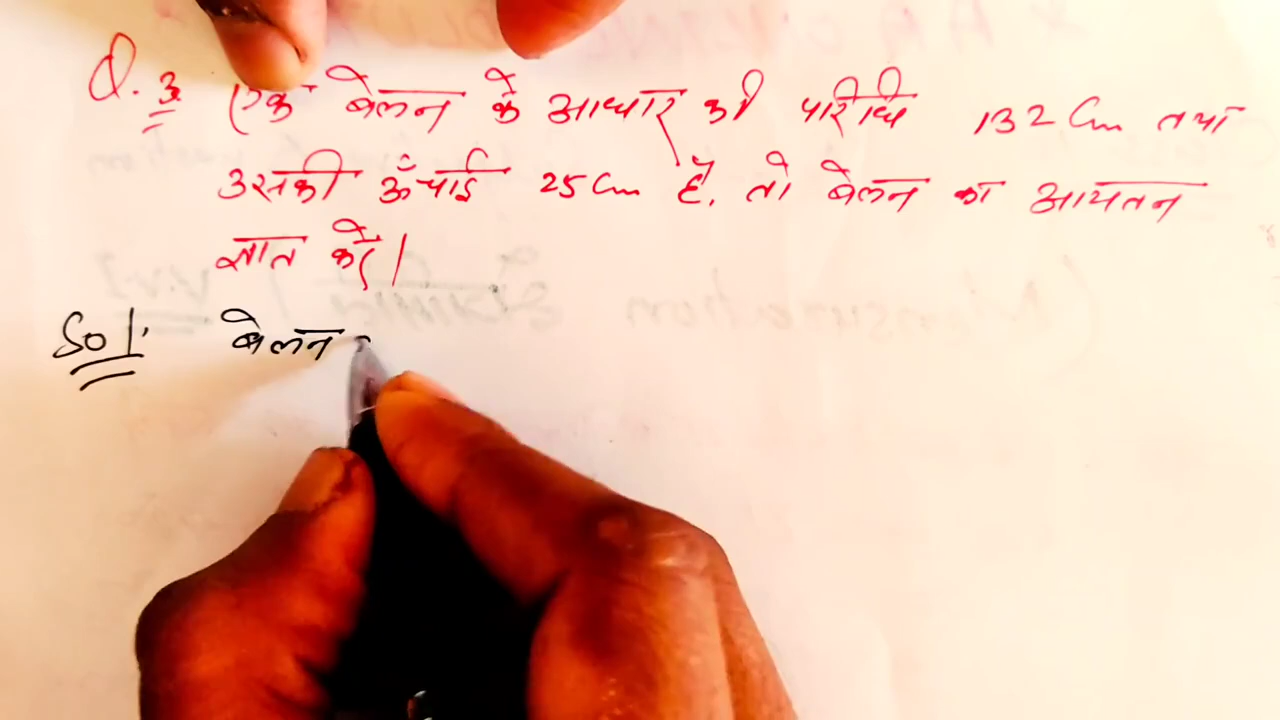 Q. 3 एक बेलन के आधार की परिधि 132 Cm तथा
उसकी ऊँचाई 25 Cm है, तो बेलन का आयतन
ज्ञात करें।
Sol: बेलन